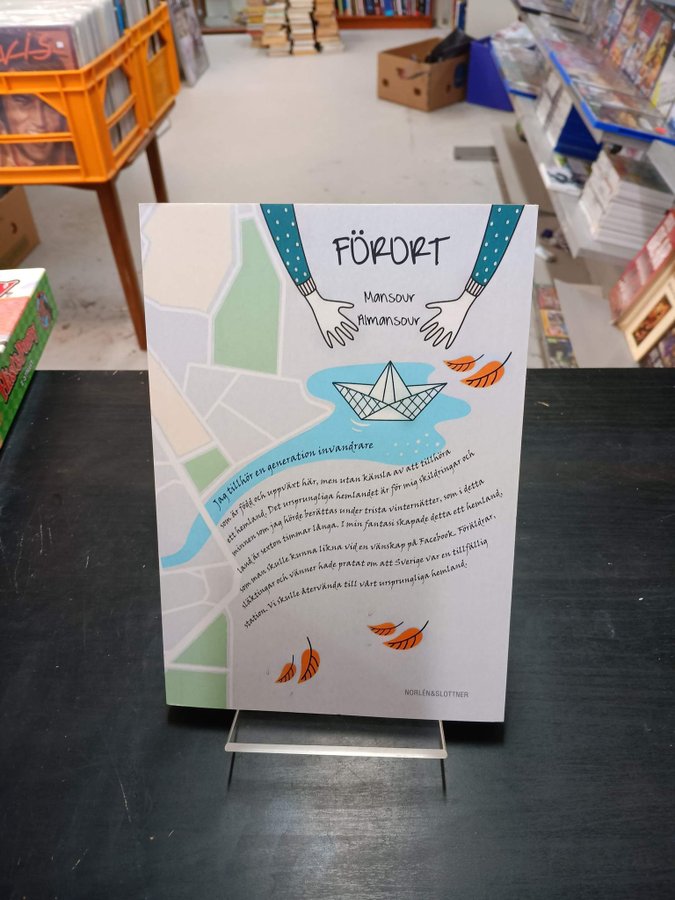 FÖRORT
Mansour
Almansour
Jag tillhör en generation invandrare
som är född och uppväxt här, men utan känsla av att tillhöra
ett hemland. Det ursprungliga hemlandet är för mig skildringar och
minnen som jag hörde berättas under trista vinternätter, som i detta
land är sexton timmar långa. I min fantasi skapade detta ett hemland,
som man skulle kunna likna vid en vänskap på Facebook. Föräldrar,
släktingar och vänner hade pratat om att Sverige var en tillfällig
station. Vi skulle återvända till vårt ursprungliga hemland.
NORLÉN&SLOTTNER